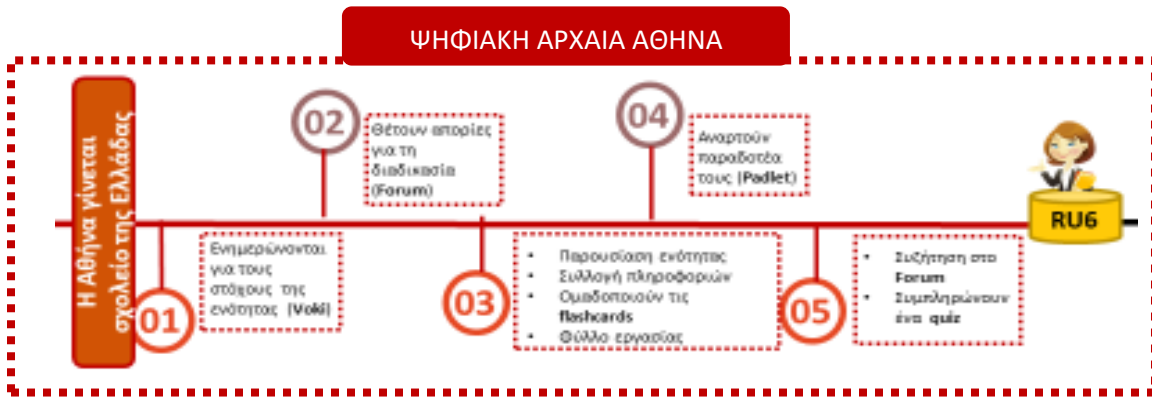 ΨΗΦΙΑΚΗ ΑΡΧΑΙΑ ΑΘΗΝΑ
Η Αθήνα γίνεται
σχολείο της Ελλάδας
01
Ενημερώνονται
για τους
στόχους της
ενότητας (Voki)
02
Θέτουν απορίες
για τη
διαδικασία
(Forum)
03
• Παρουσίαση ενότητας
• Συλλογή πληροφοριών
• Ομαδοποιούν τις
flashcards
• Φύλλο εργασίας
04
Αναρτούν
παραδοτέα
τους (Padlet)
05
• Συζήτηση στο
Forum
• Συμπληρώνουν
ένα quiz
RU6